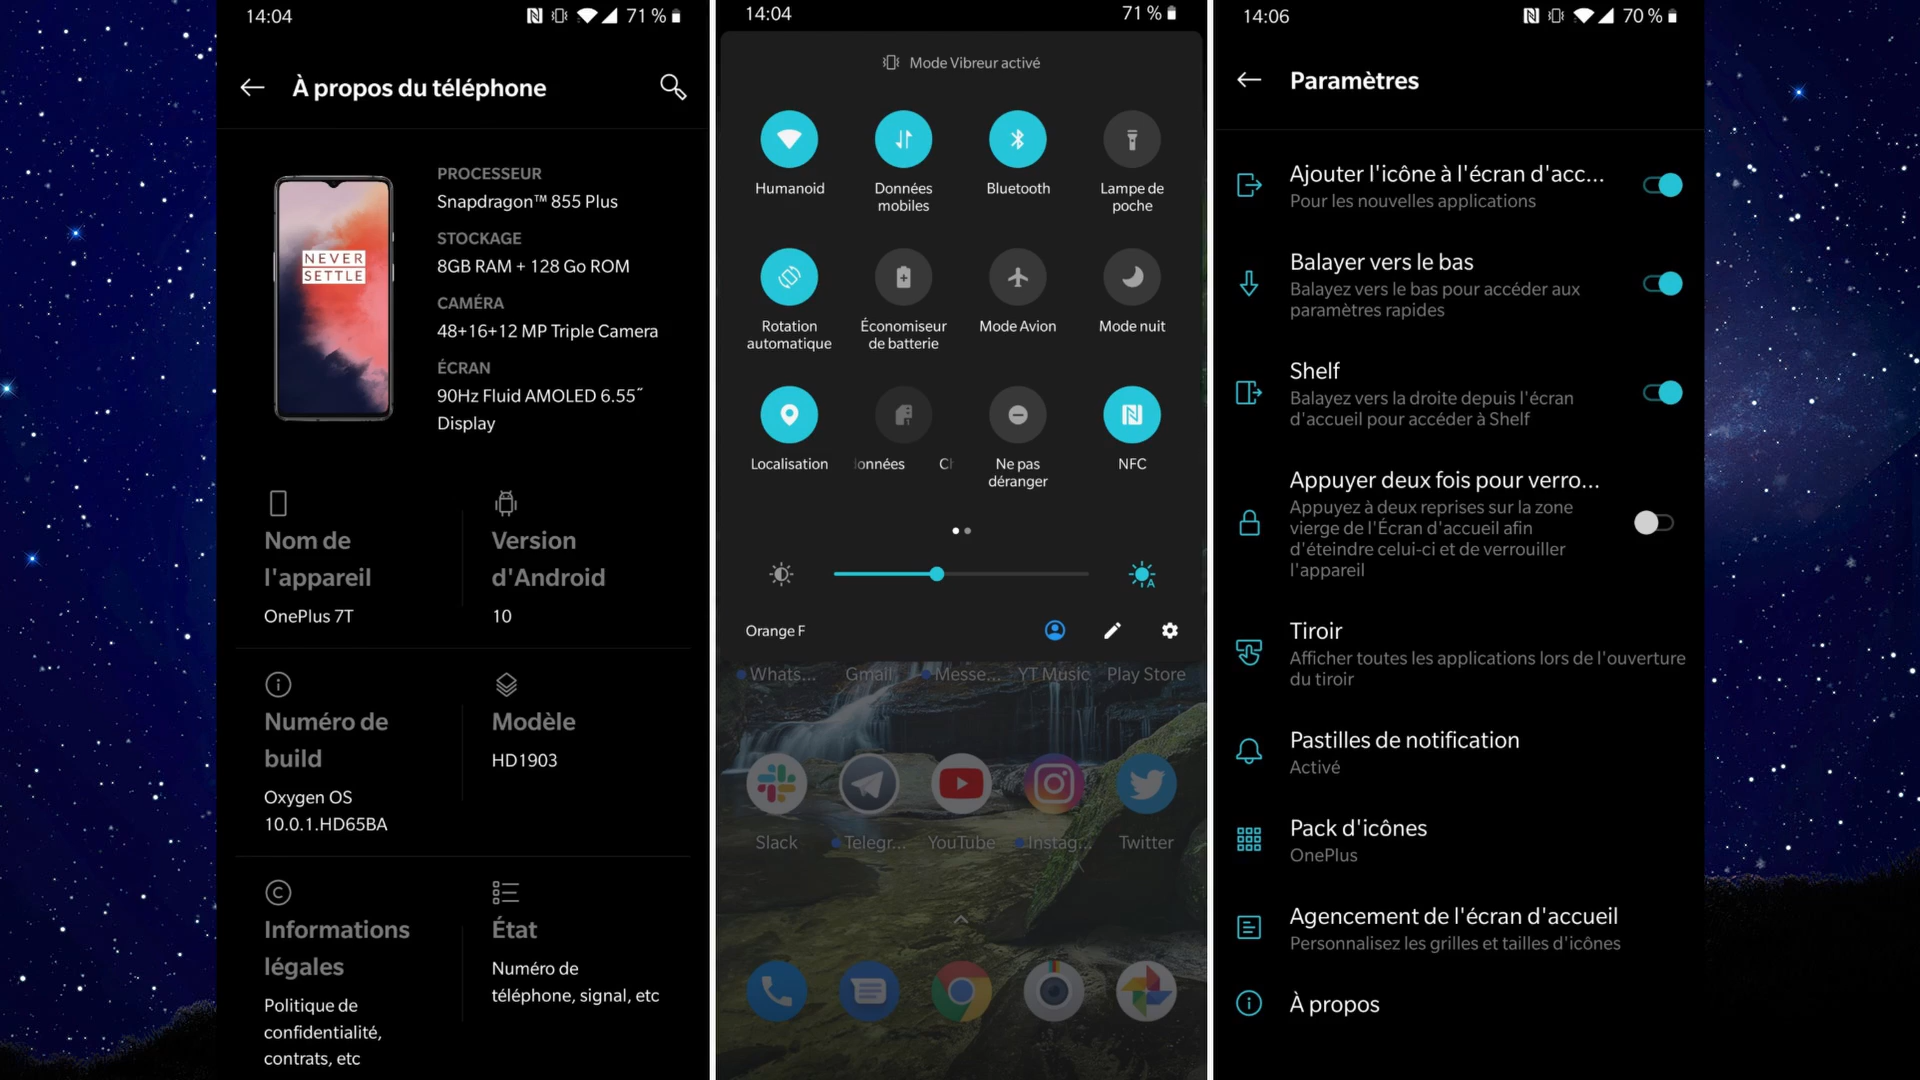 14:04
71 %
À propos du téléphone
NEVER
SETTLE
PROCESSEUR
Snapdragon™ 855 Plus
STOCKAGE
8GB RAM + 128 Go ROM
CAMÉRA
48+16+12 MP Triple Camera
ÉCRAN
90Hz Fluid AMOLED 6.55″
Display
Nom de
l'appareil
OnePlus 7T
Version
d'Android
10
Numéro de
build
Oxygen OS
10.0.1.HD65BA
Modèle
HD1903
Informations
légales
Politique de
confidentialité,
contrats, etc
État
Numéro de
téléphone, signal, etc
14:04
71 %
Mode Vibreur activé
Humanoid
Données
mobiles
Bluetooth
Lampe de
poche
Rotation
automatique
Économiseur
de batterie
Mode Avion
Mode nuit
Localisation
onnées
Ne pas
déranger
NFC
Orange F
Whats...
Gmail
Messe...
YT Music
Play Store
Slack
Telegr...
YouTube
Instag...
Twitter
14:06
70 %
Paramètres
Ajouter l'icône à l'écran d'acc...
Pour les nouvelles applications
Balayer vers le bas
Balayez vers le bas pour accéder aux
paramètres rapides
Shelf
Balayez vers la droite depuis l'écran
d'accueil pour accéder à Shelf
Appuyer deux fois pour verro...
Appuyez à deux reprises sur la zone
vierge de l'Écran d'accueil afin
d'éteindre celui-ci et de verrouiller
l'appareil
Tiroir
Afficher toutes les applications lors de l'ouverture
du tiroir
Pastilles de notification
Activé
Pack d'icônes
OnePlus
Agencement de l'écran d'accueil
Personnalisez les grilles et tailles d'icônes
À propos